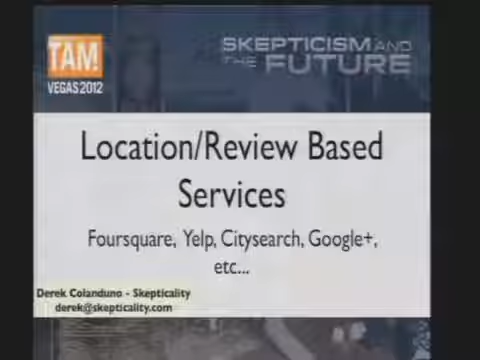 TAM!
VEGAS 2012
SKEPTICISM AND
THE FUTURE
Location/Review Based
Services
Foursquare, Yelp, Citysearch, Google+,
etc...
Derek Colanduno - Skepticality
derek@skepticality.com